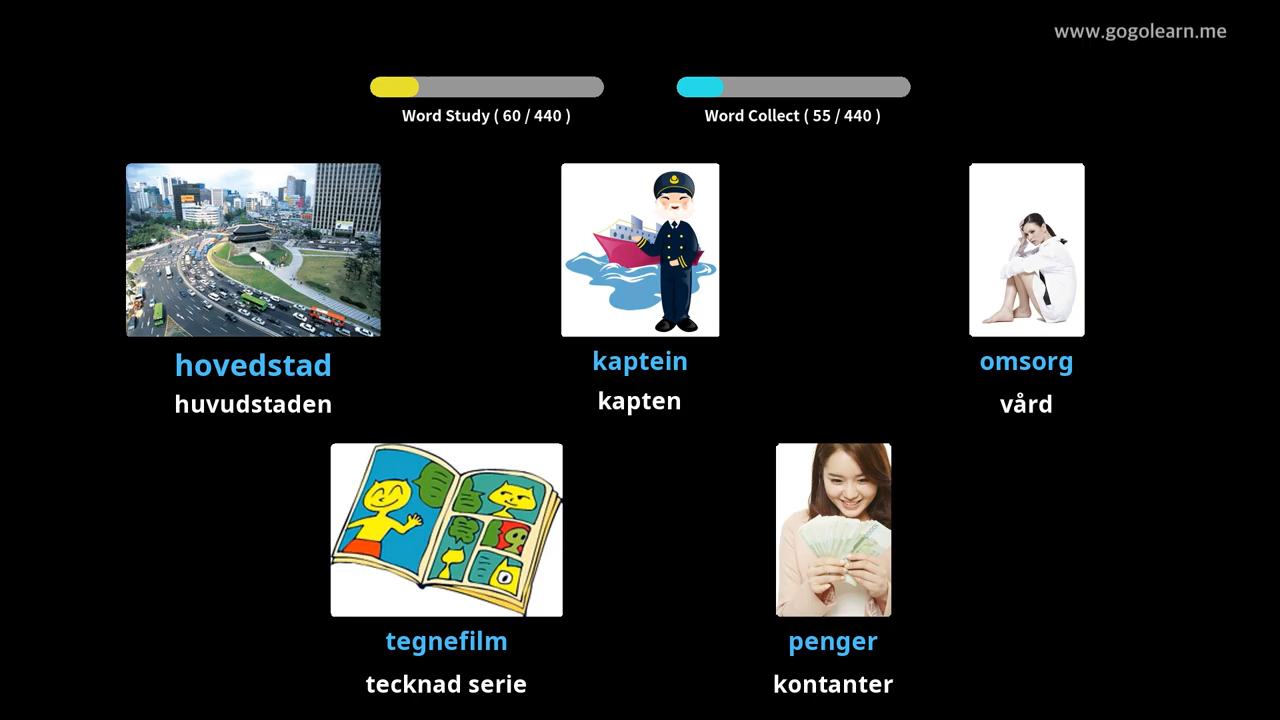 www.gogolearn.me
Word Study ( 60 / 440 )
Word Collect ( 55 / 440 )
hovedstad
huvudstaden
kaptein
kapten
omsorg
vård
tegnefilm
tecknad serie
penger
kontanter